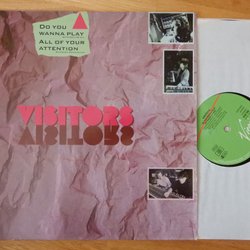 DO YOU
WANNA PLAY
ALL OF YOUR
ATTENTION
VISITORS
VISITORS